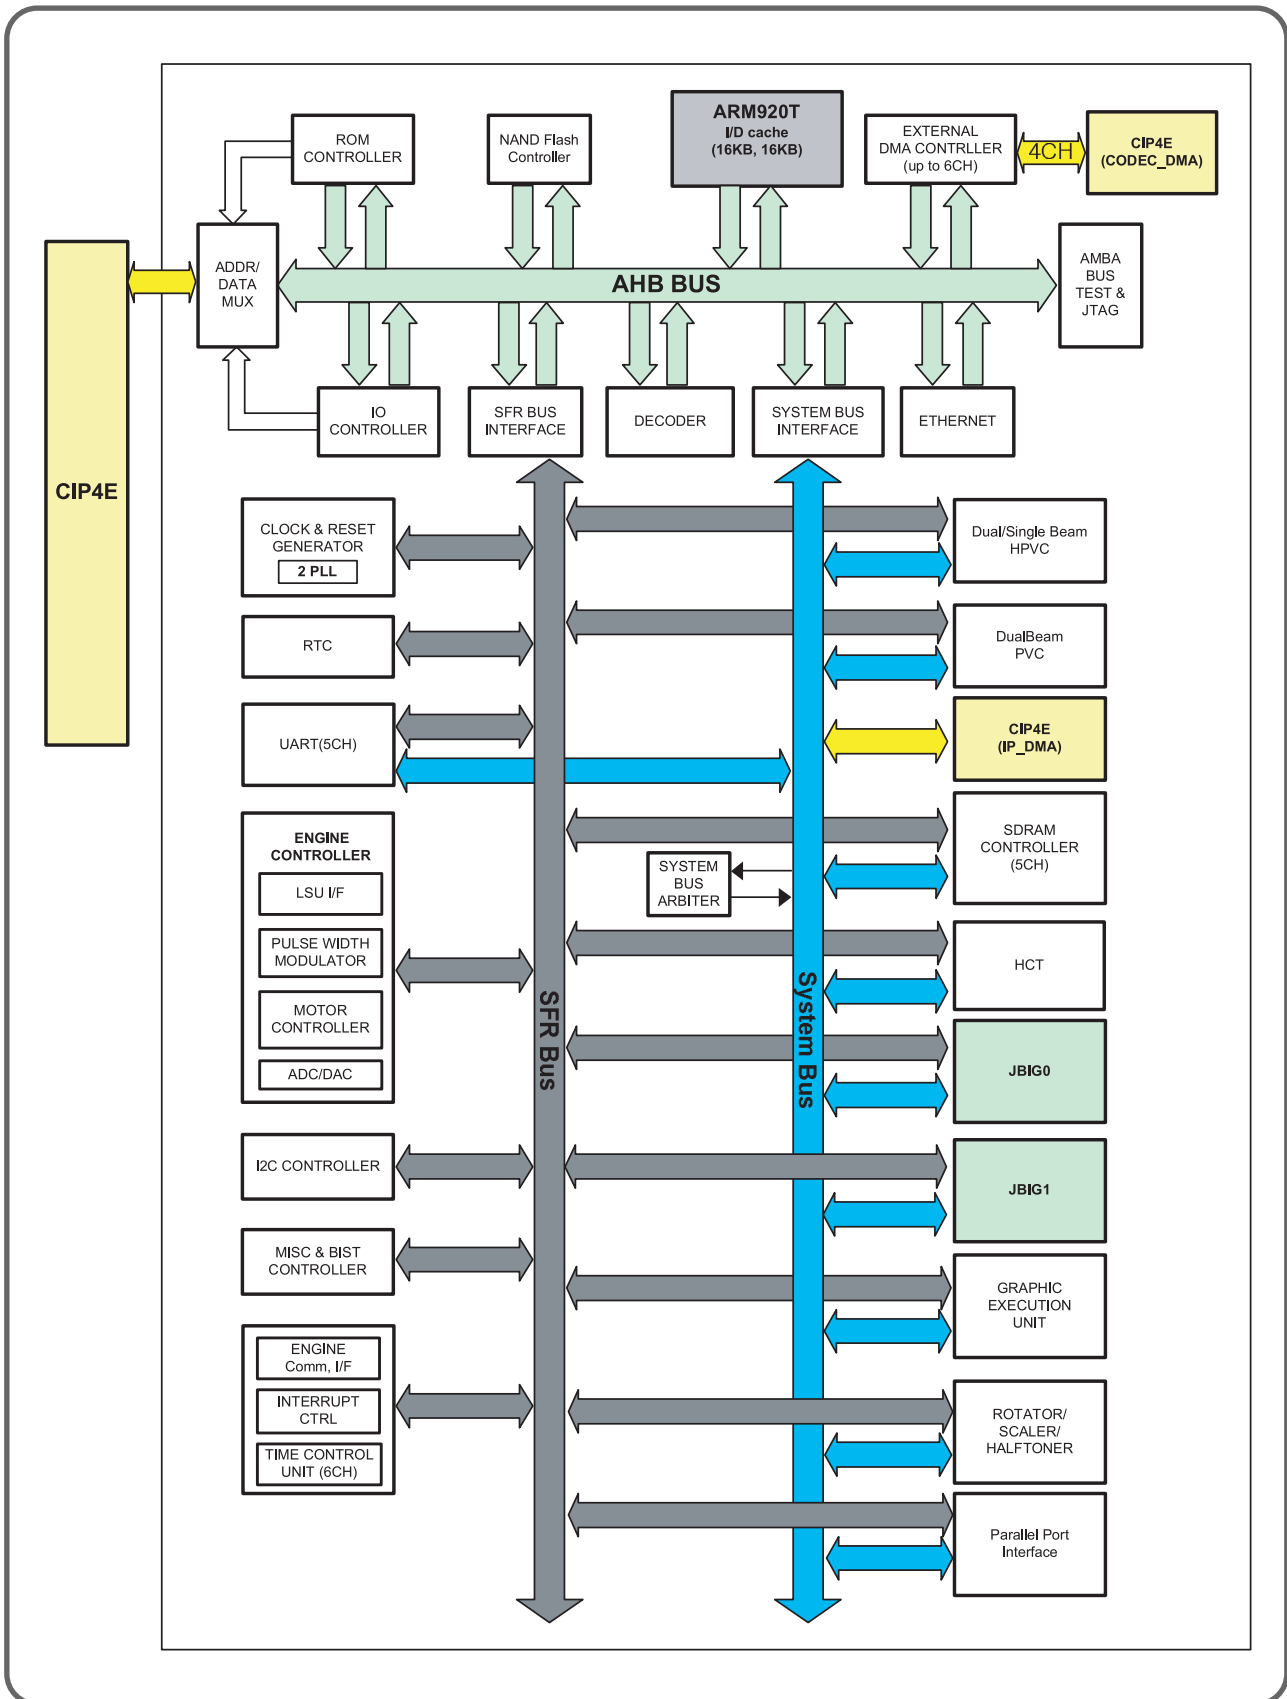 ROM
CONTROLLER
NAND Flash
Controller
ARM920T
I/D cache
(16KB, 16KB)
EXTERNAL
DMA CONTRLLER
(up to 6CH)
4CH
CIP4E
(CODEC_DMA)
ADDR/
DATA
MUX
AHB BUS
AMBA
BUS
TEST &
JTAG
IO
CONTROLLER
SFR BUS
INTERFACE
DECODER
SYSTEM BUS
INTERFACE
ETHERNET
CIP4E
CLOCK & RESET
GENERATOR
2 PLL
RTC
UART(5CH)
ENGINE
CONTROLLER
LSU I/F
PULSE WIDTH
MODULATOR
MOTOR
CONTROLLER
ADC/DAC
I2C CONTROLLER
MISC & BIST
CONTROLLER
ENGINE
Comm, I/F
INTERRUPT
CTRL
TIME CONTROL
UNIT (6CH)
SFR Bus
SYSTEM
BUS
ARBITER
System Bus
Dual/Single Beam
HPVC
DualBeam
PVC
CIP4E
(IP_DMA)
SDRAM
CONTROLLER
(5CH)
HCT
JBIG0
JBIG1
GRAPHIC
EXECUTION
UNIT
ROTATOR/
SCALER/
HALFTONER
Parallel Port
Interface